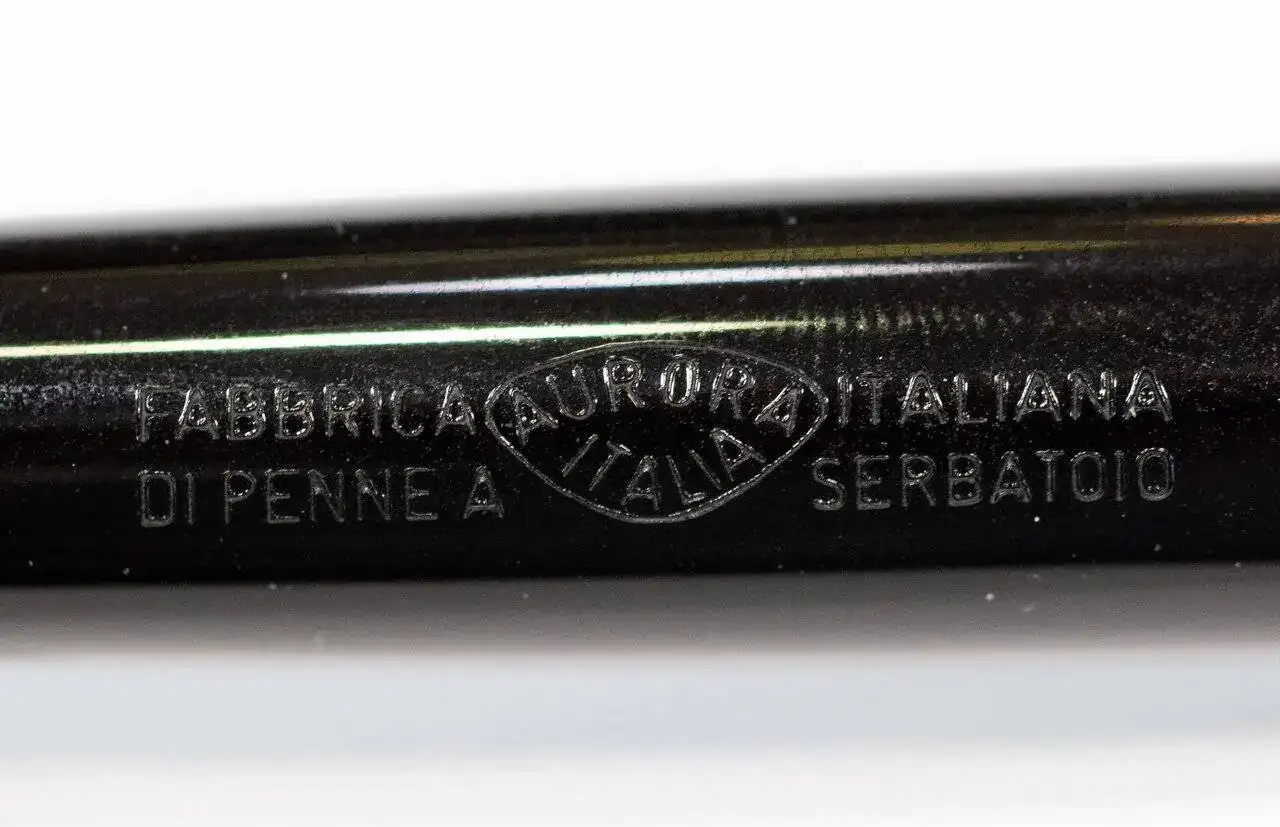 FABBRICA AURORA ITALIANA
DI PENNE A ITALIA SERBATOIO